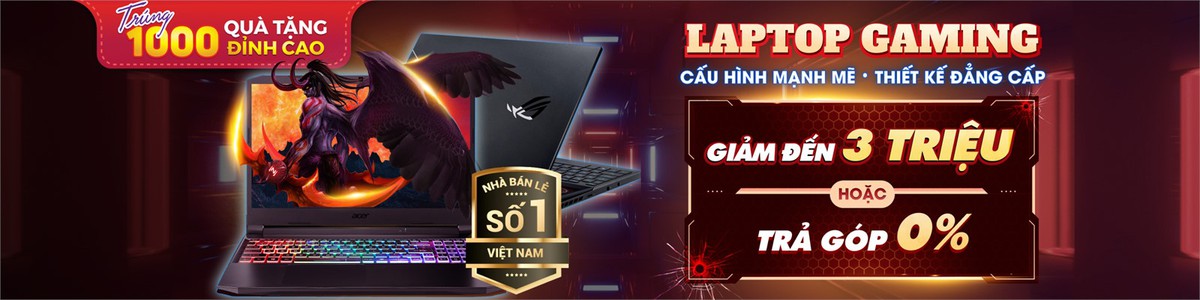 Trúng
1000 QUÀ TẶNG
ĐỈNH CAO
LAPTOP GAMING
CẤU HÌNH MẠNH MẼ • THIẾT KẾ ĐẲNG CẤP
GIẢM ĐẾN 3 TRIỆU
HOẶC
TRẢ GÓP 0%
NHÀ BÁN LẺ
SỐ 1
VIỆT NAM
acer